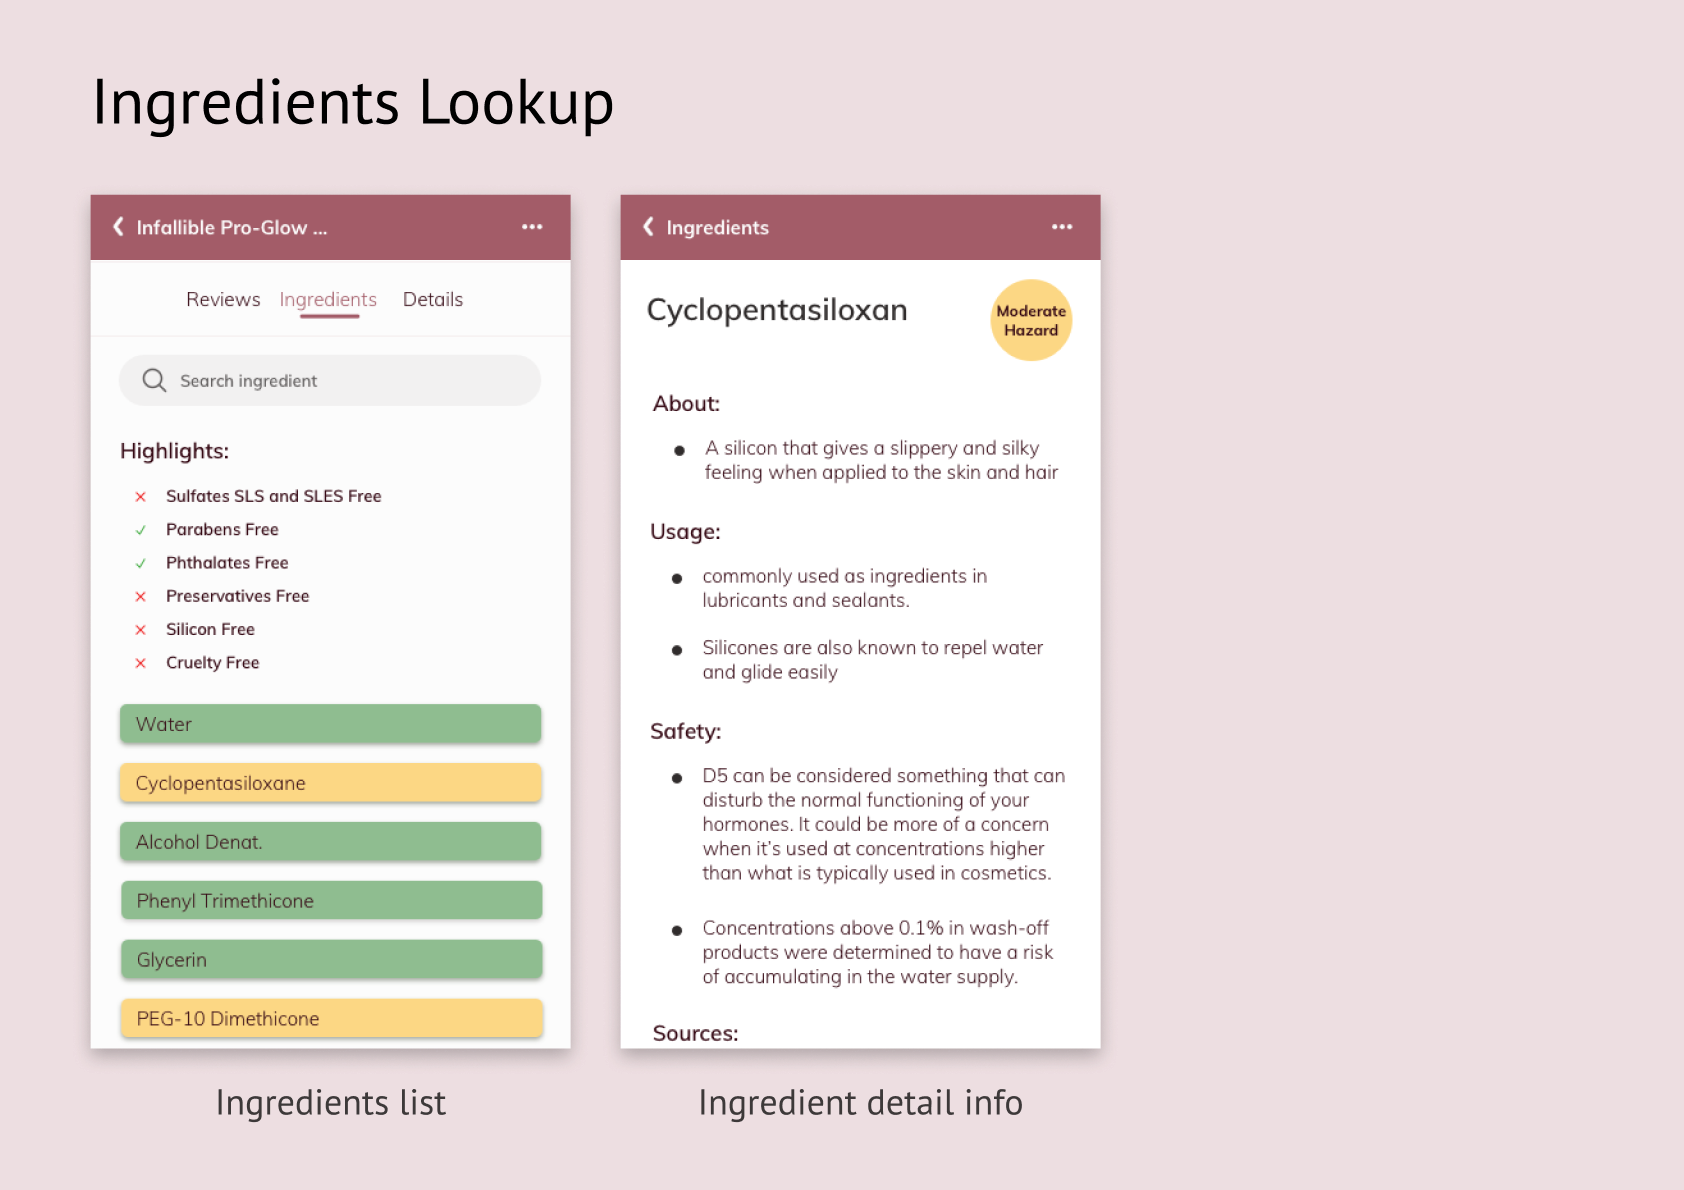 Ingredients Lookup
Infallible Pro-Glow ...
Reviews Ingredients Details
Search ingredient
Highlights:
Sulfates SLS and SLES Free
Parabens Free
Phthalates Free
Preservatives Free
Silicon Free
Cruelty Free
Water
Cyclopentasiloxane
Alcohol Denat.
Phenyl Trimethicone
Glycerin
PEG-10 Dimethicone
Ingredients list
Ingredients
Cyclopentasiloxan
Moderate
Hazard
About:
A silicon that gives a slippery and silky
feeling when applied to the skin and hair
Usage:
commonly used as ingredients in
lubricants and sealants.
Silicones are also known to repel water
and glide easily
Safety:
D5 can be considered something that can
disturb the normal functioning of your
hormones. It could be more of a concern
when it's used at concentrations higher
than what is typically used in cosmetics.
Concentrations above 0.1% in wash-off
products were determined to have a risk
of accumulating in the water supply.
Sources:
Ingredient detail info